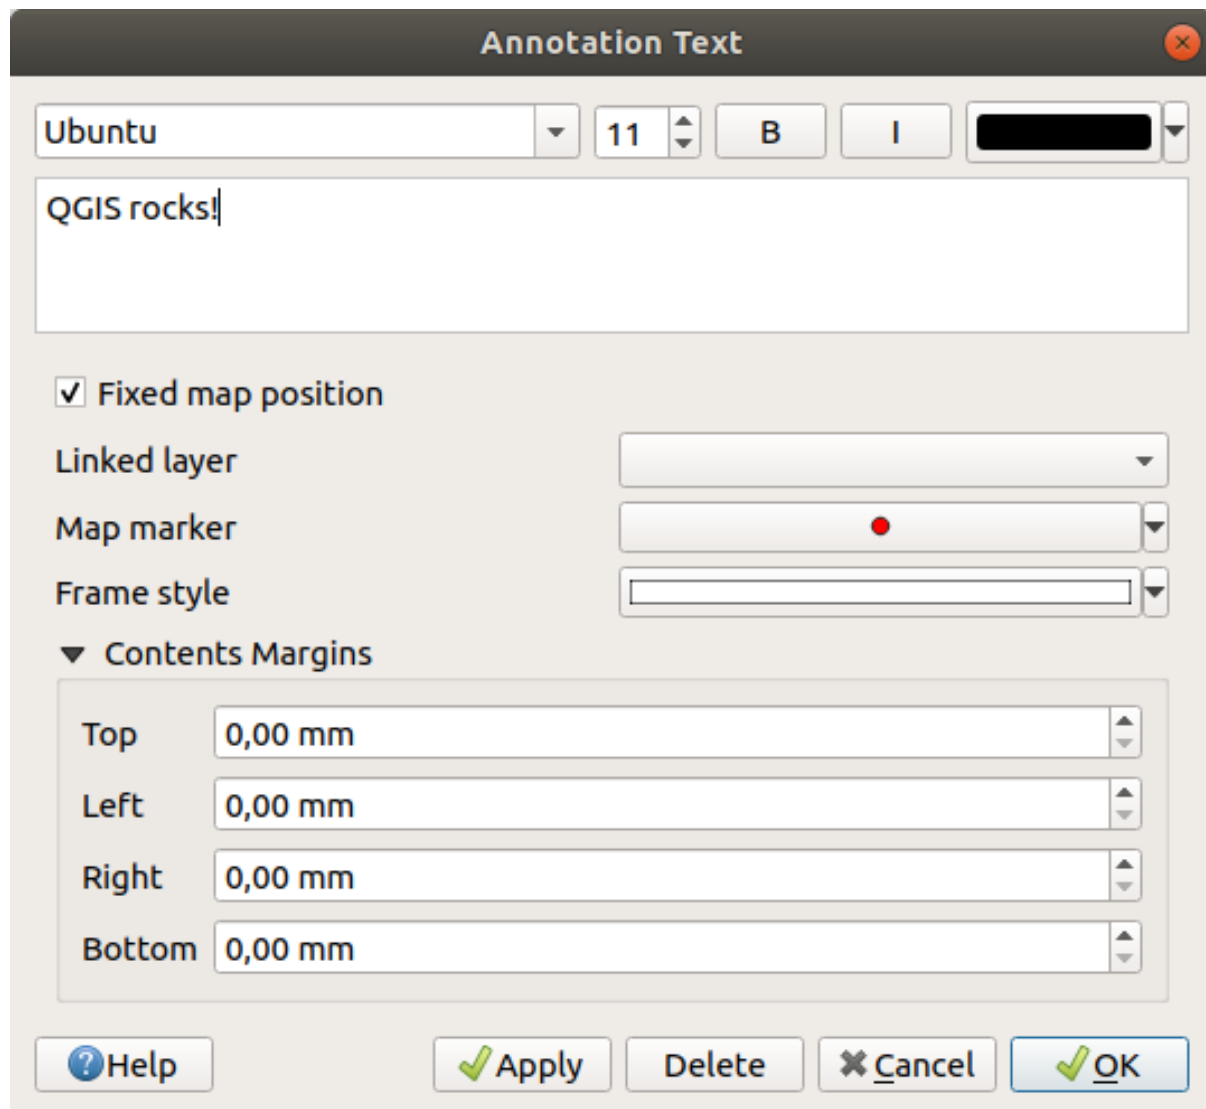 Annotation Text
Ubuntu 11 B I
QGIS rocks!
Fixed map position
Linked layer
Map marker
Frame style
Contents Margins
Top 0,00 mm
Left 0,00 mm
Right 0,00 mm
Bottom 0,00 mm
Help Apply Delete Cancel OK